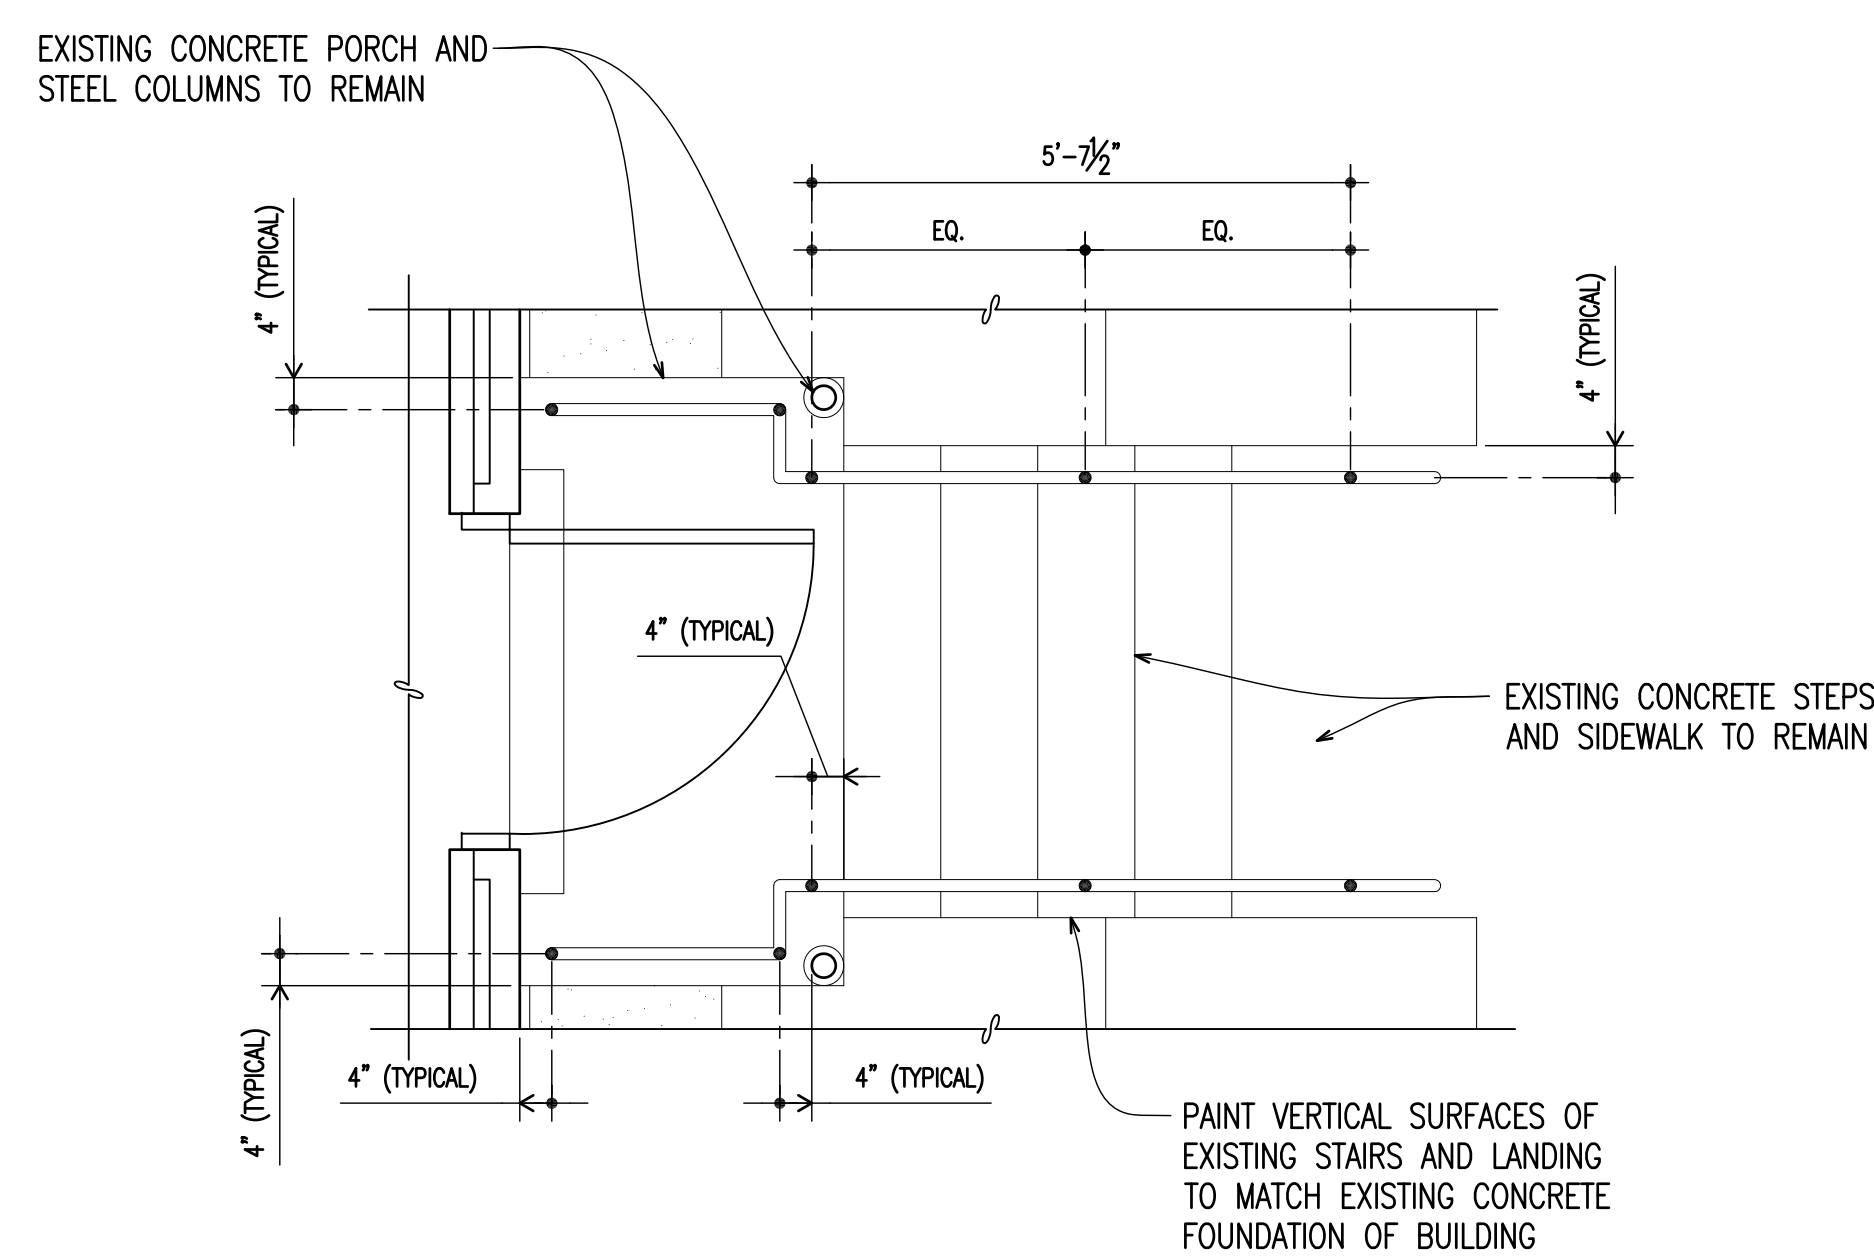 EXISTING CONCRETE PORCH AND
STEEL COLUMNS TO REMAIN
5'-7½"
EQ.
EQ.
4" (TYPICAL)
4" (TYPICAL)
4" (TYPICAL)
EXISTING CONCRETE STEPS
AND SIDEWALK TO REMAIN
4" (TYPICAL)
4" (TYPICAL)
4" (TYPICAL)
PAINT VERTICAL SURFACES OF
EXISTING STAIRS AND LANDING
TO MATCH EXISTING CONCRETE
FOUNDATION OF BUILDING